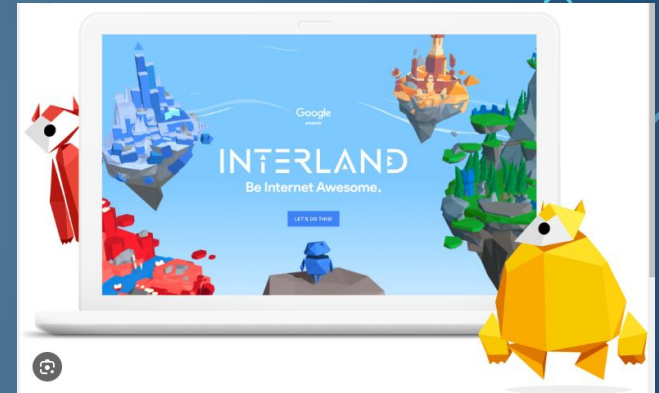 Google
presents
INTERLAND
Be Internet Awesome.
LET'S DO THIS!